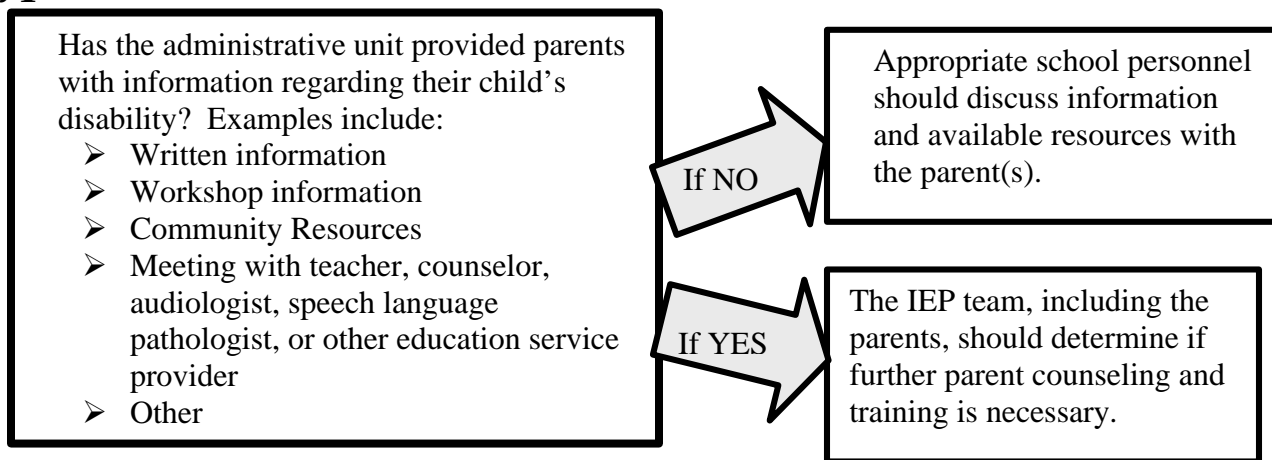 Has the administrative unit provided parents
with information regarding their child’s
disability? Examples include:
➢ Written information
➢ Workshop information
➢ Community Resources
➢ Meeting with teacher, counselor,
audiologist, speech language
pathologist, or other education service
provider
➢ Other
If NO
Appropriate school personnel
should discuss information
and available resources with
the parent(s).
If YES
The IEP team, including the
parents, should determine if
further parent counseling and
training is necessary.